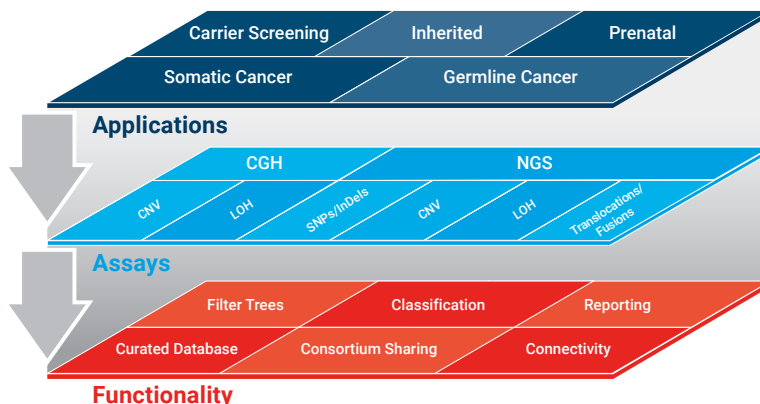 Carrier Screening Inherited Prenatal
Somatic Cancer Germline Cancer
Applications
CGH NGS
CNV LOH SNPs/InDels CNV LOH Translocations/
Fusions
Assays
Filter Trees Classification Reporting
Curated Database Consortium Sharing Connectivity
Functionality